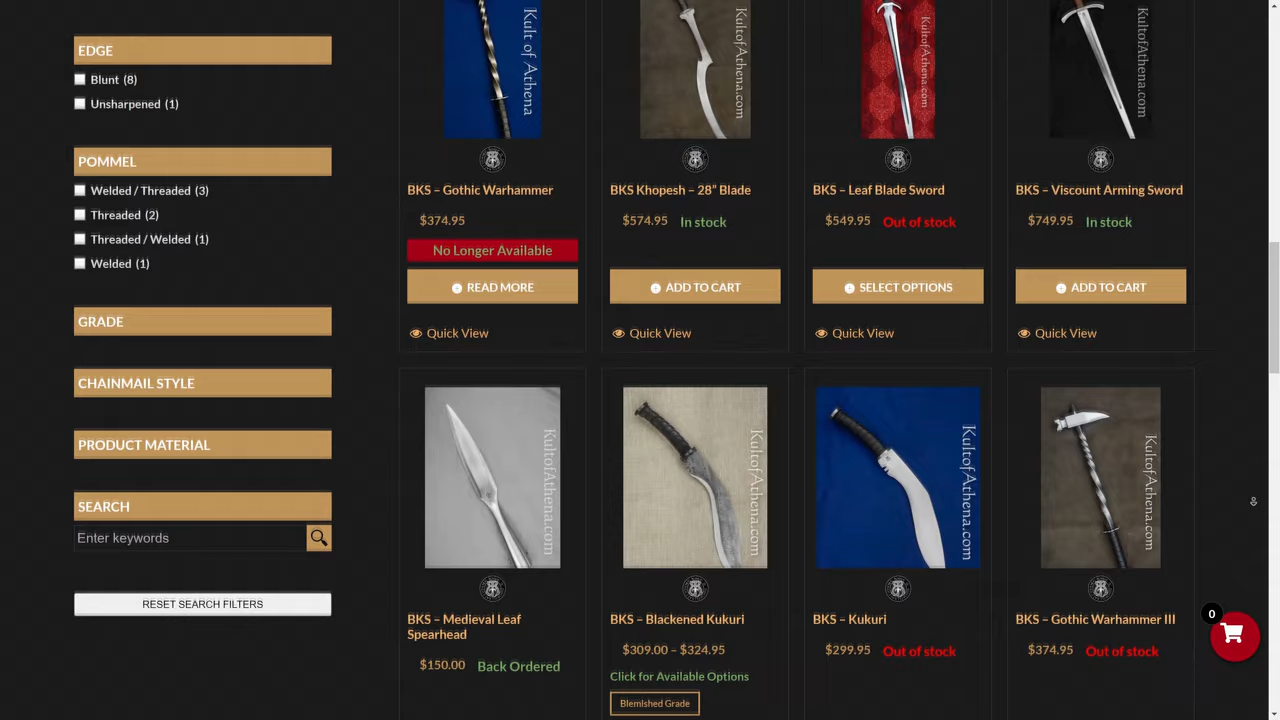 EDGE
Blunt (8)
Unsharpened (1)
POMMEL
Welded / Threaded (3)
Threaded (2)
Threaded / Welded (1)
Welded (1)
GRADE
CHAINMAIL STYLE
PRODUCT MATERIAL
SEARCH
Enter keywords
RESET SEARCH FILTERS
Kult of Athena
BKS – Gothic Warhammer
$374.95
No Longer Available
READ MORE
Quick View
KultofAthena.com
BKS Khopesh – 28” Blade
$574.95 In stock
ADD TO CART
Quick View
KultofAthena.com
BKS – Leaf Blade Sword
$549.95 Out of stock
SELECT OPTIONS
Quick View
KultofAthena.com
BKS – Viscount Arming Sword
$749.95 In stock
ADD TO CART
Quick View
KultofAthena.com
BKS – Medieval Leaf
Spearhead
$150.00 Back Ordered
KultofAthena.com
BKS – Blackened Kukuri
$309.00 – $324.95
Click for Available Options
Blemished Grade
KultofAthena.com
BKS – Kukuri
$299.95 Out of stock
KultofAthena.com
BKS – Gothic Warhammer III
$374.95 Out of stock
0